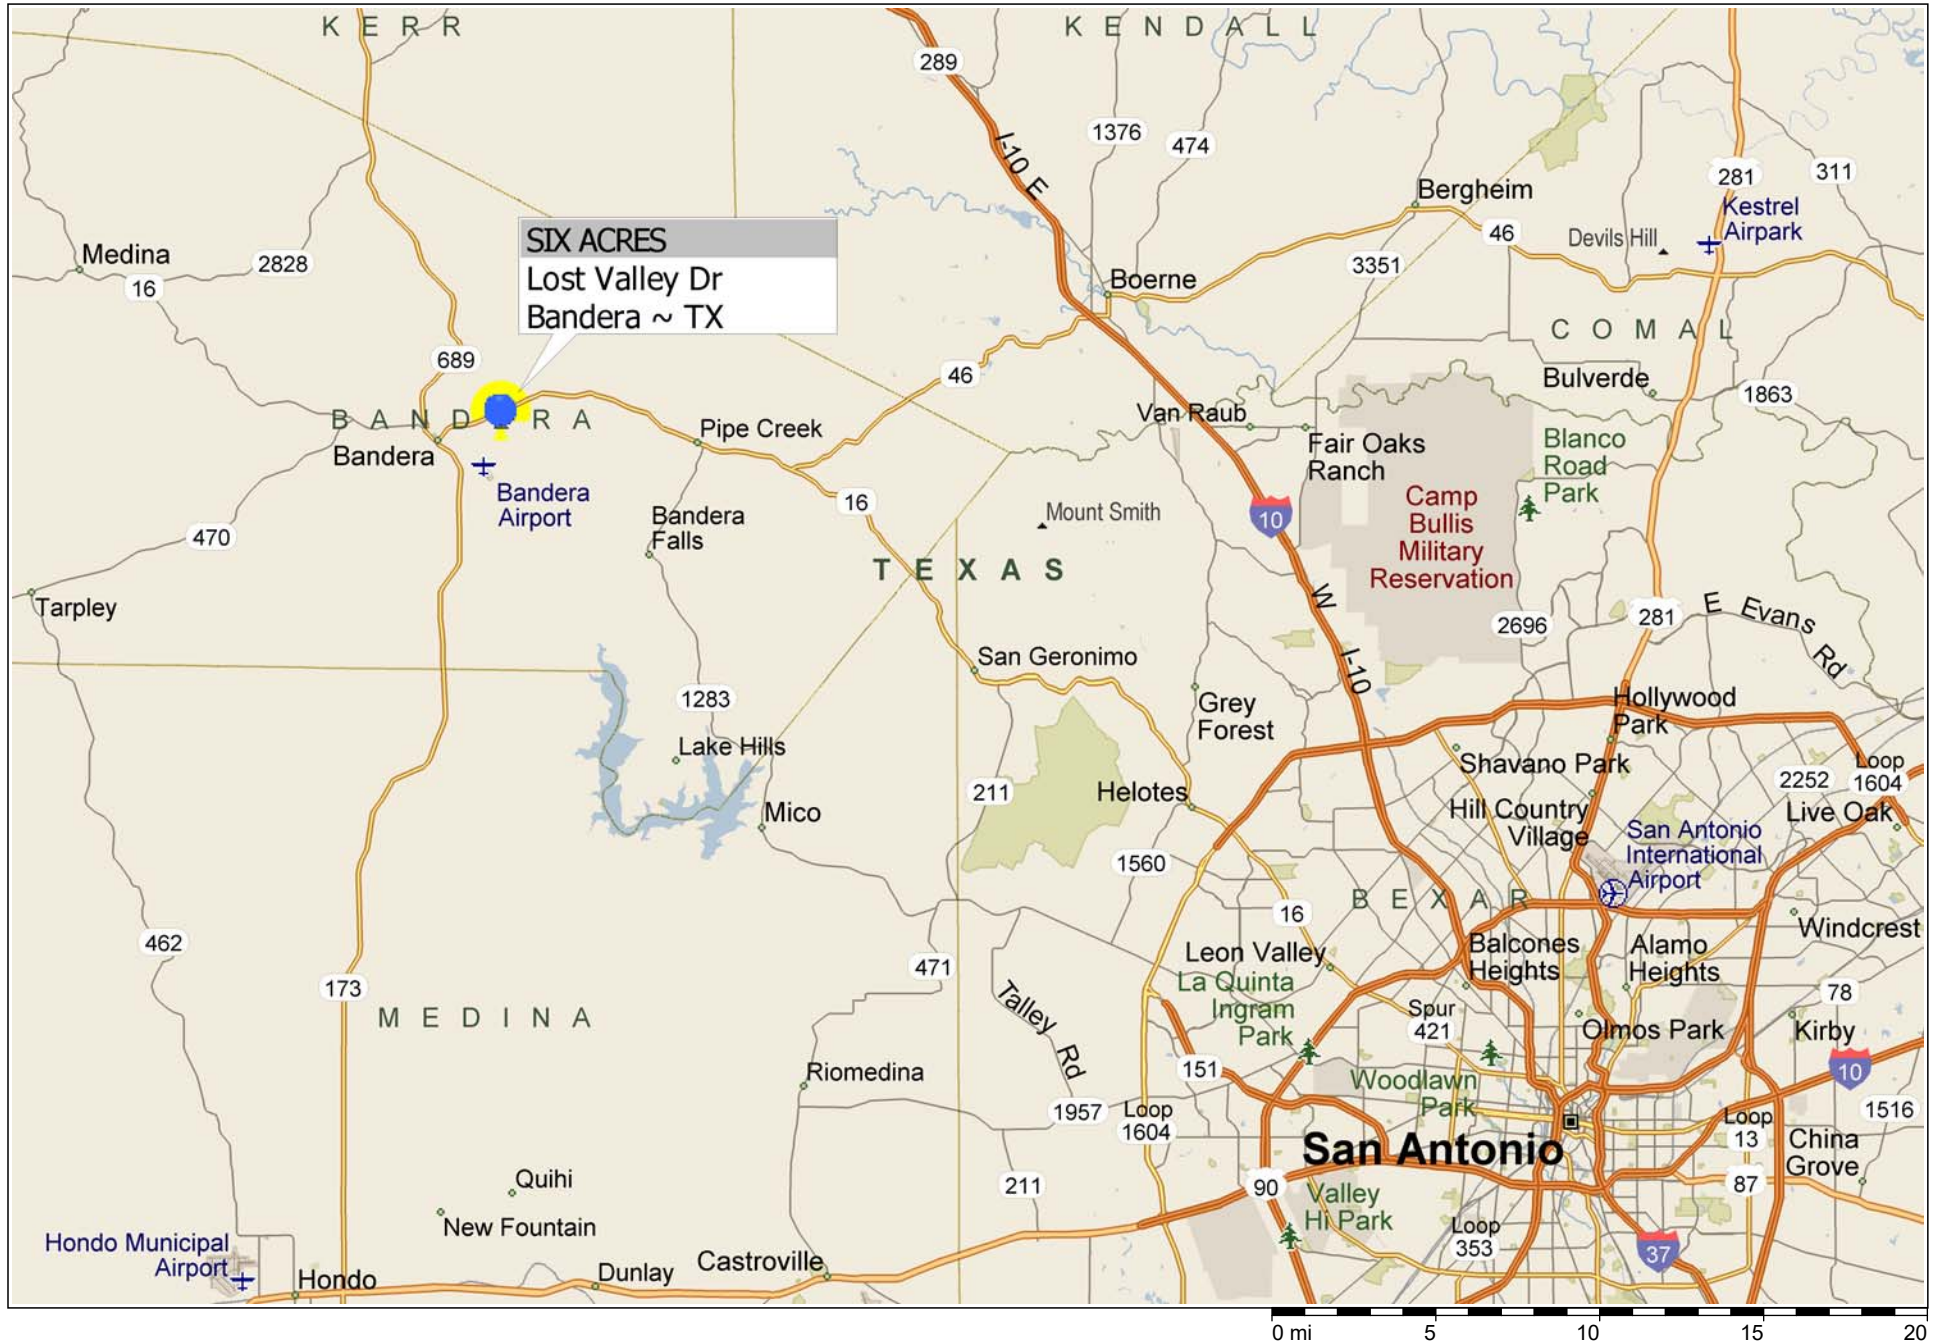 KERR
KENDALL
289
I-10 E
1376
474
281
311
Bergheim
Kestrel
Airpark
46
Devils Hill
Medina
2828
16
SIX ACRES
Lost Valley Dr
Bandera ~ TX
3351
Boerne
COMAL
689
46
Bulverde
1863
BANDERA
Van Raub
Pipe Creek
Bandera
Fair Oaks
Ranch
Blanco
Road
Park
Bandera
Airport
16
Mount Smith
10
Camp
Bullis
Military
Reservation
Bandera
Falls
470
TEXAS
Tarpley
W
I-10
2696
281
E Evans
Rd
San Geronimo
1283
Grey
Forest
Hollywood
Park
Lake Hills
Shavano Park
Loop
1604
2252
211
Helotes
Mico
Hill Country
Village
Live Oak
San Antonio
International
Airport
1560
BEXAR
16
462
Leon Valley
Balcones
Heights
Alamo
Heights
Windcrest
471
173
La Quinta
Ingram
Park
Talley
Rd
Spur
421
78
MEDINA
Olmos Park
Kirby
Riomedina
151
10
Woodlawn
Park
1957
Loop
1604
1516
Loop
13
San Antonio
China
Grove
Quihi
211
90
Valley
Hi Park
87
New Fountain
Loop
353
37
Hondo Municipal
Airport
Hondo
Dunlay
Castroville
0 mi
5
10
15
20